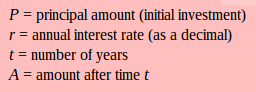 P = principal amount (initial investment)
r = annual interest rate (as a decimal)
t = number of years
A = amount after time t